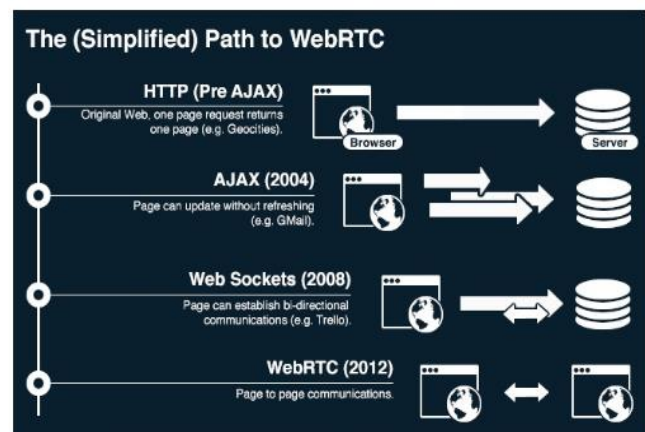 The (Simplified) Path to WebRTC
HTTP (Pre AJAX)
Original Web, one page request returns
one page (e.g. Geocities).
Browser
Server
AJAX (2004)
Page can update without refreshing
(e.g. GMail).
Web Sockets (2008)
Page can establish bi-directional
communications (e.g. Trello).
WebRTC (2012)
Page to page communications.